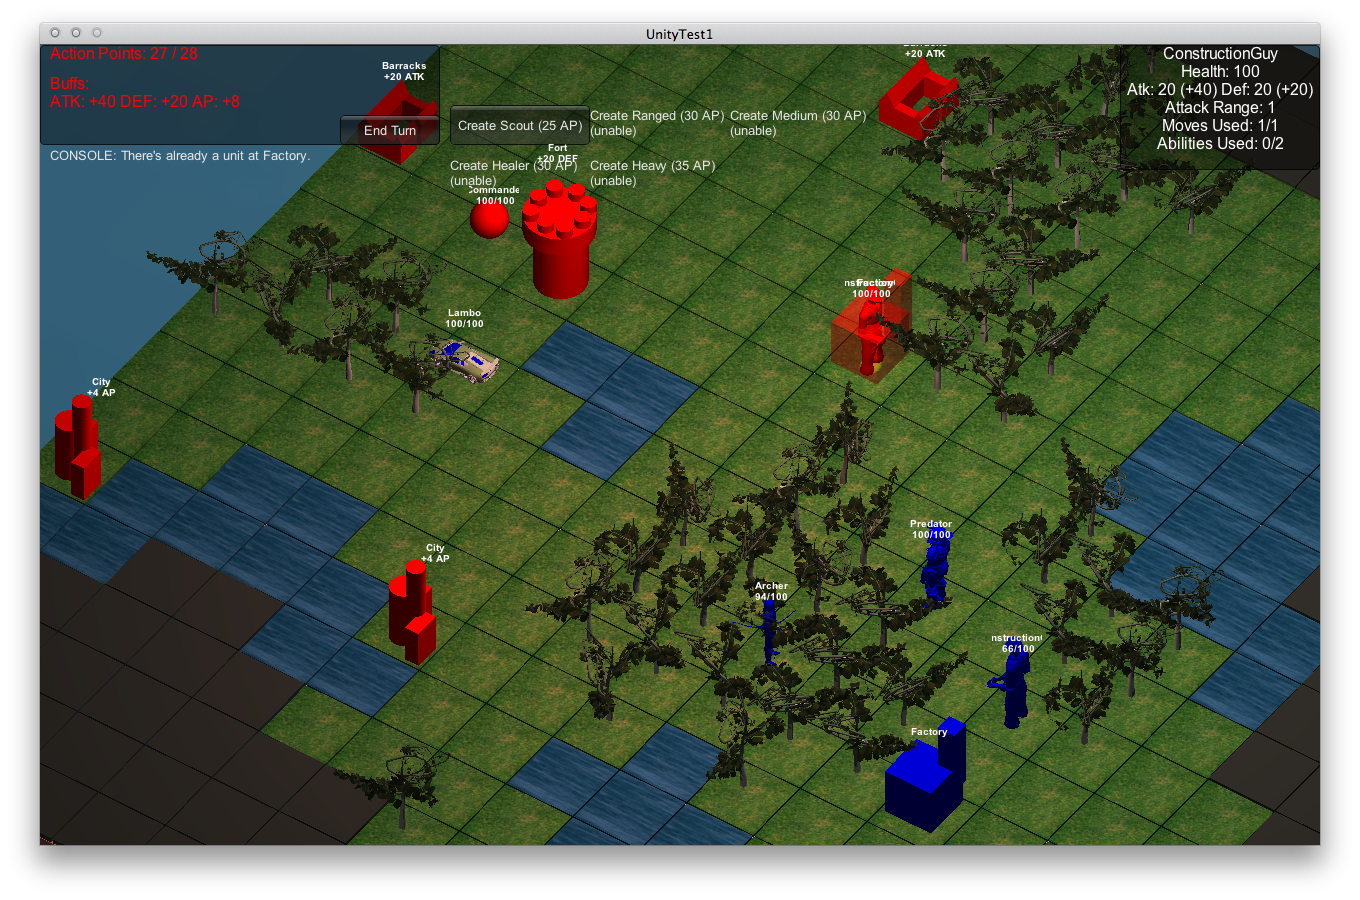 UnityTest1
Action Points: 27 / 28
Buffs:
ATK: +40 DEF: +20 AP: +8
End Turn
CONSOLE: There's already a unit at Factory.
Barracks
+20 ATK
Create Scout (25 AP)
Create Ranged (30 AP)
(unable)
Create Medium (30 AP)
(unable)
Create Healer (30 AP)
(unable)
Create Heavy (35 AP)
(unable)
Fort
+20 DEF
ommande
100/100
+20 ATK
ConstructionGuy
Health: 100
Atk: 20 (+40) Def: 20 (+20)
Attack Range: 1
Moves Used: 1/1
Abilities Used: 0/2
Factory
100/100
Lambo
100/100
City
+4 AP
City
+4 AP
Predator
100/100
Archer
94/100
nstruction
66/100
Factory